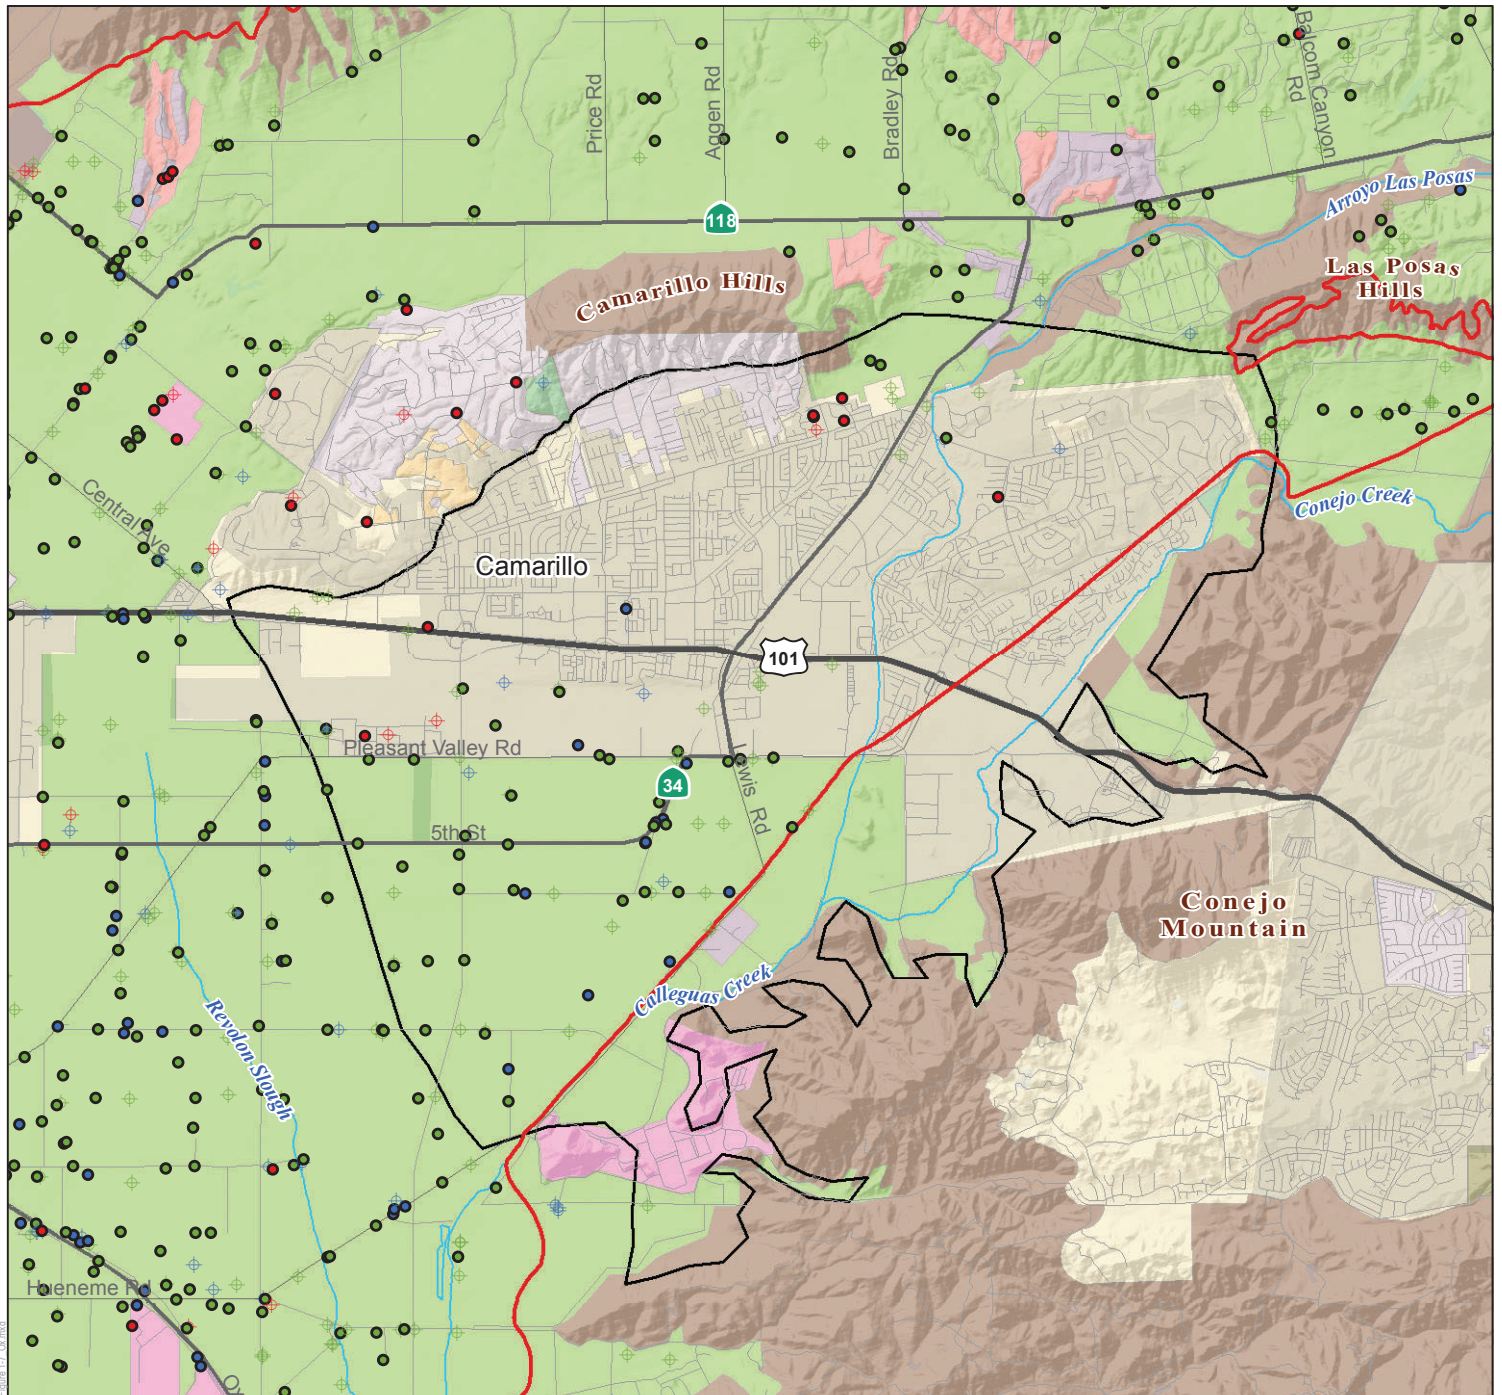 Balcom Canyon
Rd
Price Rd
Aggen Rd
Bradley Rd
Arroyo Las Posas
118
Camarillo Hills
Las Posas
Hills
Central Ave
Conejo Creek
Camarillo
101
Pleasant Valley Rd
34
Lewis Rd
5th St
Conejo
Mountain
Calleguas Creek
Revolon Slough
Hueneme Rd